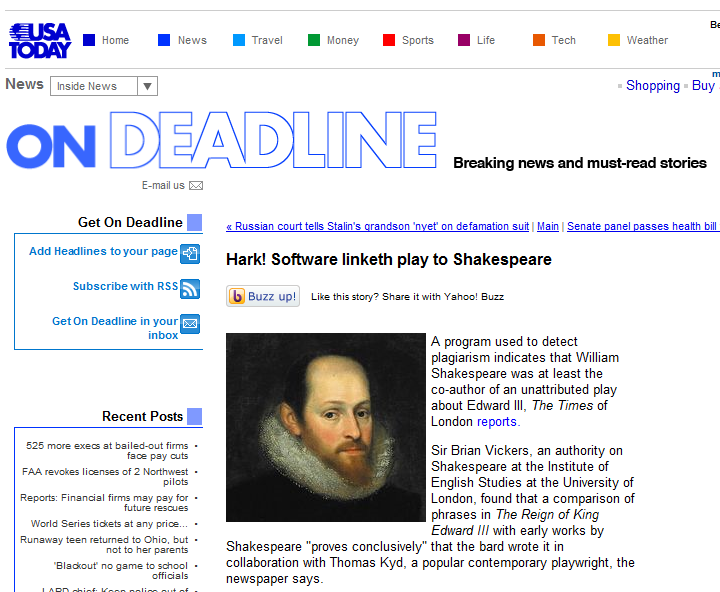 USA
TODAY
Home
News
Travel
Money
Sports
Life
Tech
Weather
Be
News
Inside News
m
Shopping
Buy
ON DEADLINE
Breaking news and must-read stories
E-mail us
Get On Deadline
Add Headlines to your page
Subscribe with RSS
Get On Deadline in your
inbox
Recent Posts
525 more execs at bailed-out firms
face pay cuts
FAA revokes licenses of 2 Northwest
pilots
Reports: Financial firms may pay for
future rescues
World Series tickets at any price...
Runaway teen returned to Ohio, but
not to her parents
'Blackout' no game to school
officials
LAPD chief: Keep police out of
« Russian court tells Stalin's grandson 'nyet' on defamation suit | Main | Senate panel passes health bill
Hark! Software linketh play to Shakespeare
b Buzz up!
Like this story? Share it with Yahoo! Buzz
A program used to detect
plagiarism indicates that William
Shakespeare was at least the
co-author of an unattributed play
about Edward III, The Times of
London reports.
Sir Brian Vickers, an authority on
Shakespeare at the Institute of
English Studies at the University of
London, found that a comparison of
phrases in The Reign of King
Edward III with early works by
Shakespeare "proves conclusively" that the bard wrote it in
collaboration with Thomas Kyd, a popular contemporary playwright, the
newspaper says.